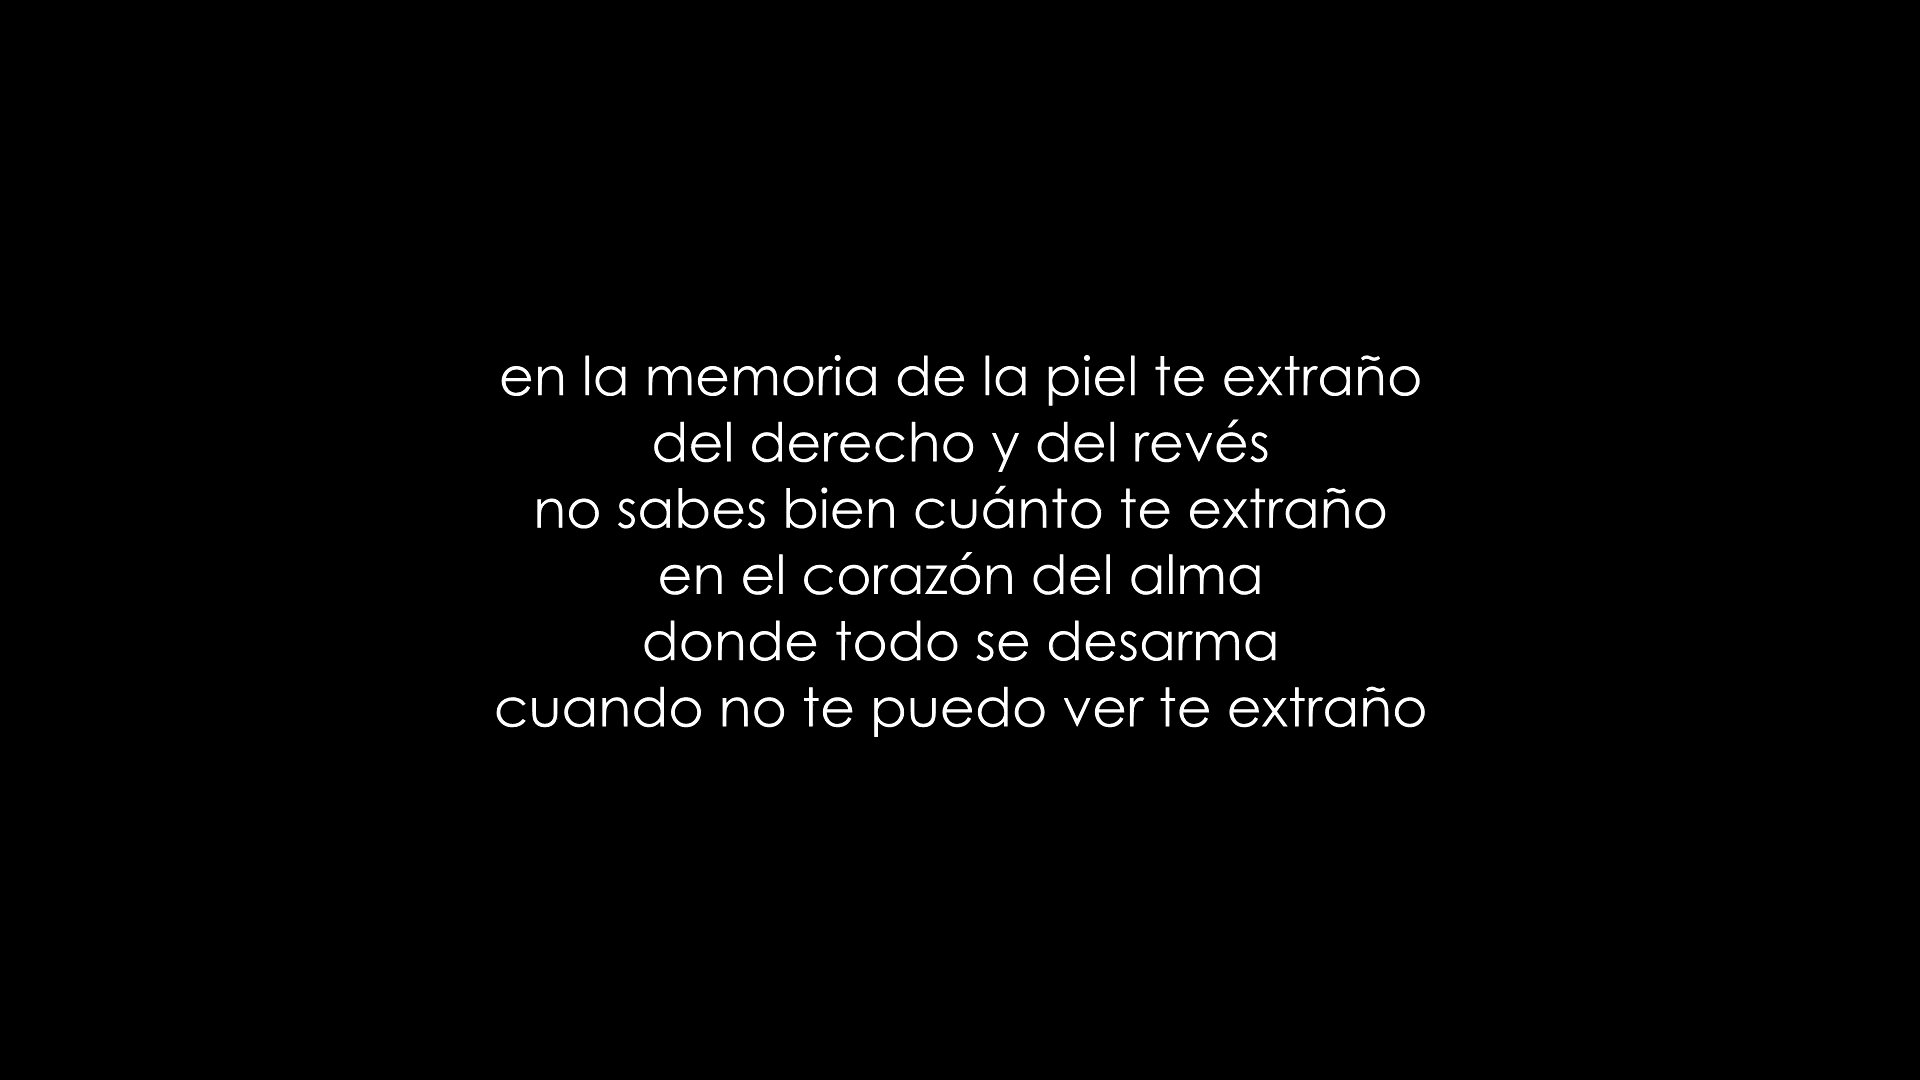 en la memoria de la piel te extraño
del derecho y del revés
no sabes bien cuánto te extraño
en el corazón del alma
donde todo se desarma
cuando no te puedo ver te extraño